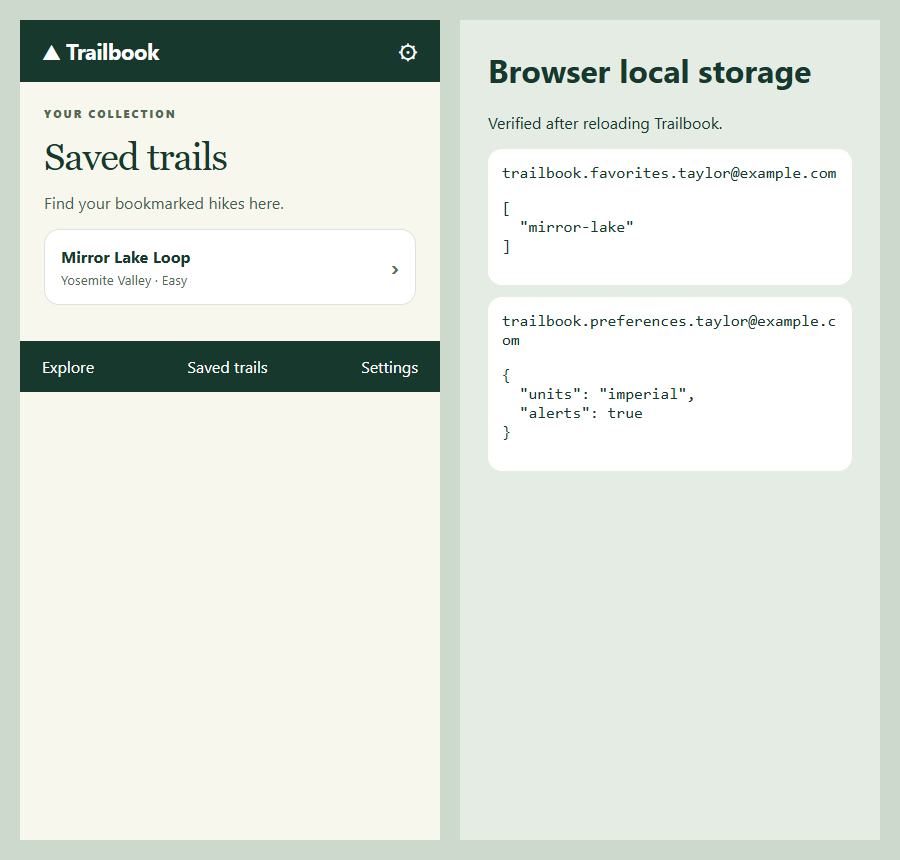 Trailbook
YOUR COLLECTION
Saved trails
Find your bookmarked hikes here.
Mirror Lake Loop
Yosemite Valley · Easy
›
Explore Saved trails Settings
Browser local storage
Verified after reloading Trailbook.
trailbook.favorites.taylor@example.com
[
  "mirror-lake"
]
trailbook.preferences.taylor@example.c
om
{
  "units": "imperial",
  "alerts": true
}